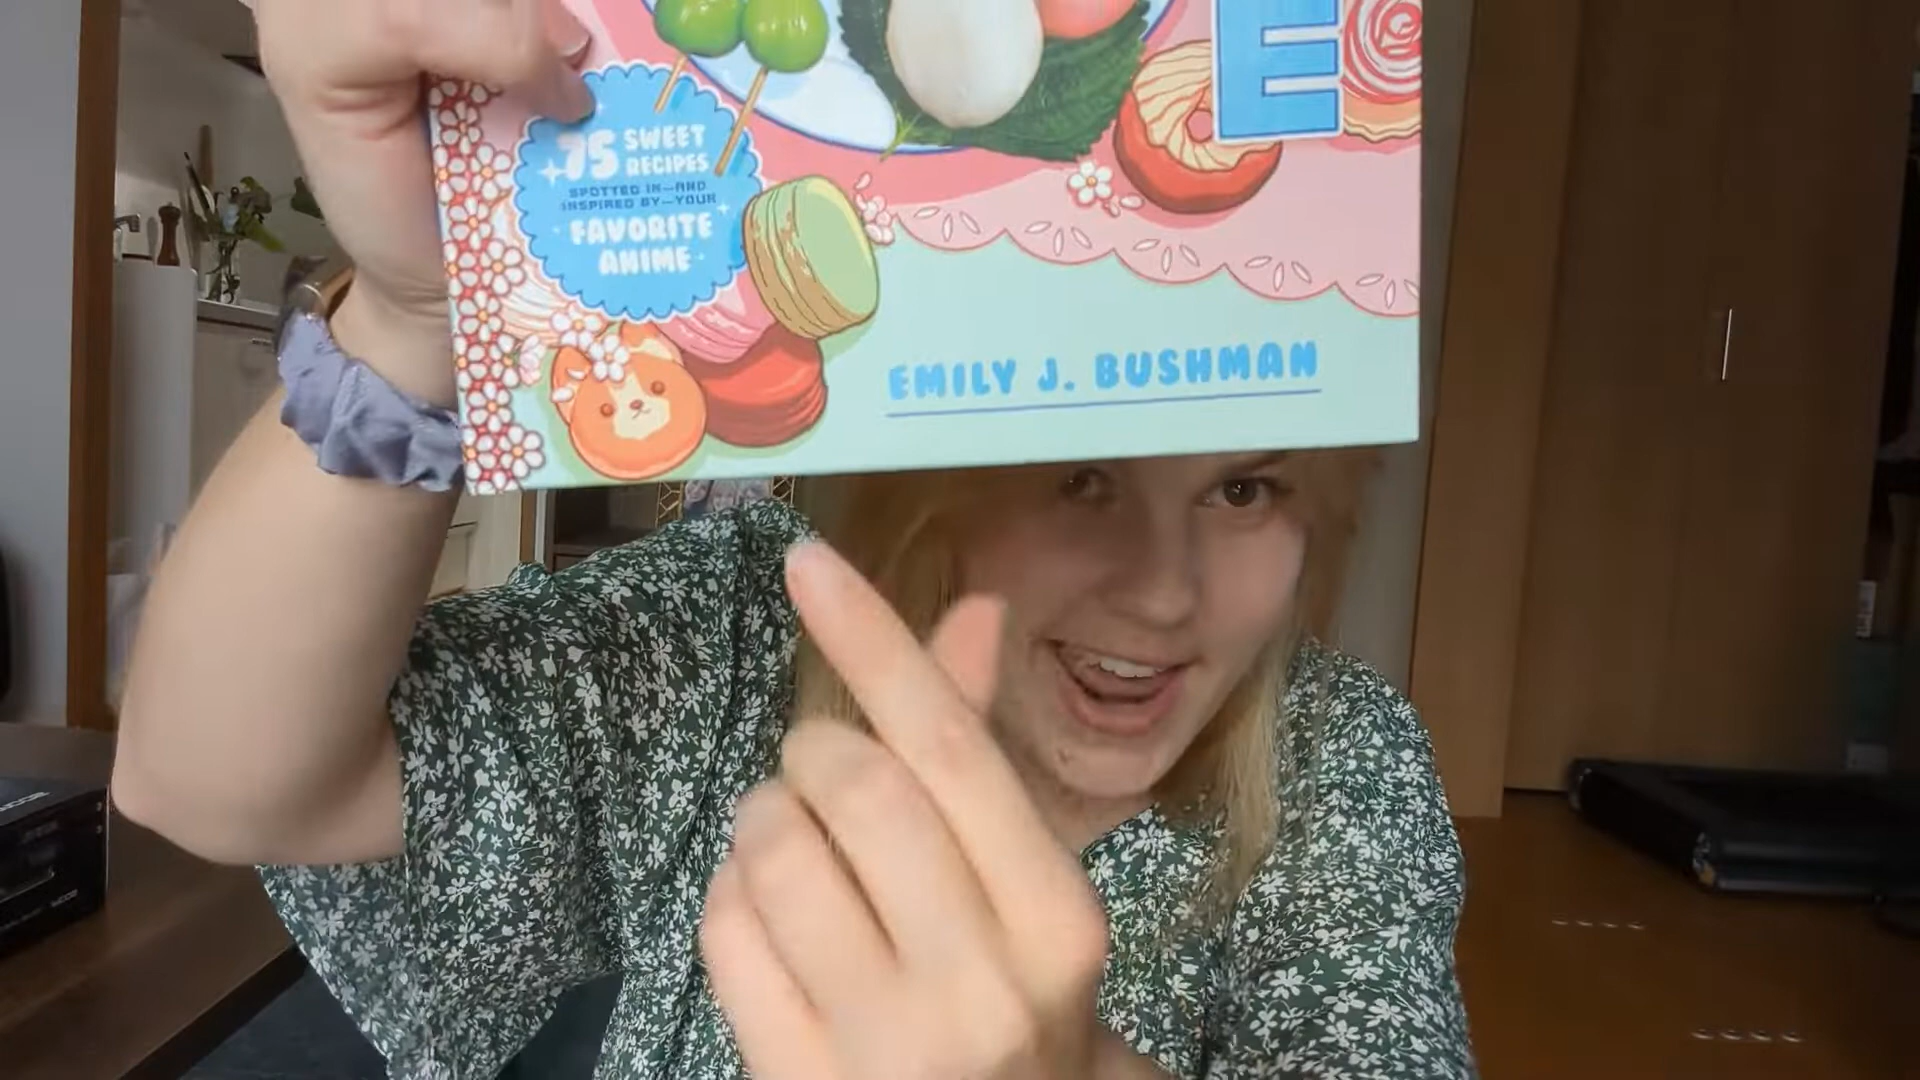 E
75 SWEET
RECIPES
SPOTTED IN—AND
INSPIRED BY—YOUR
FAVORITE
ANIME
EMILY J. BUSHMAN